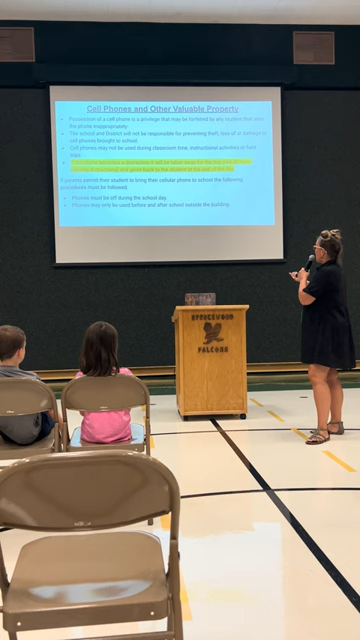 Cell Phones and Other Valuable Property
• Possession of a cell phone is a privilege that may be forfeited by any student that uses
the phone inappropriately.
• The school and District will not be responsible for preventing theft, loss of or damage to
cell phones brought to school.
• Cell phones may not be used during classroom time, instructional activities or field
trips.
If parents permit their student to bring their cellular phone to school the following
procedures must be followed.
• Phones must be off during the school day.
• Phones may only be used before and after school outside the building.
SPRUCEWOOD
FALCONS